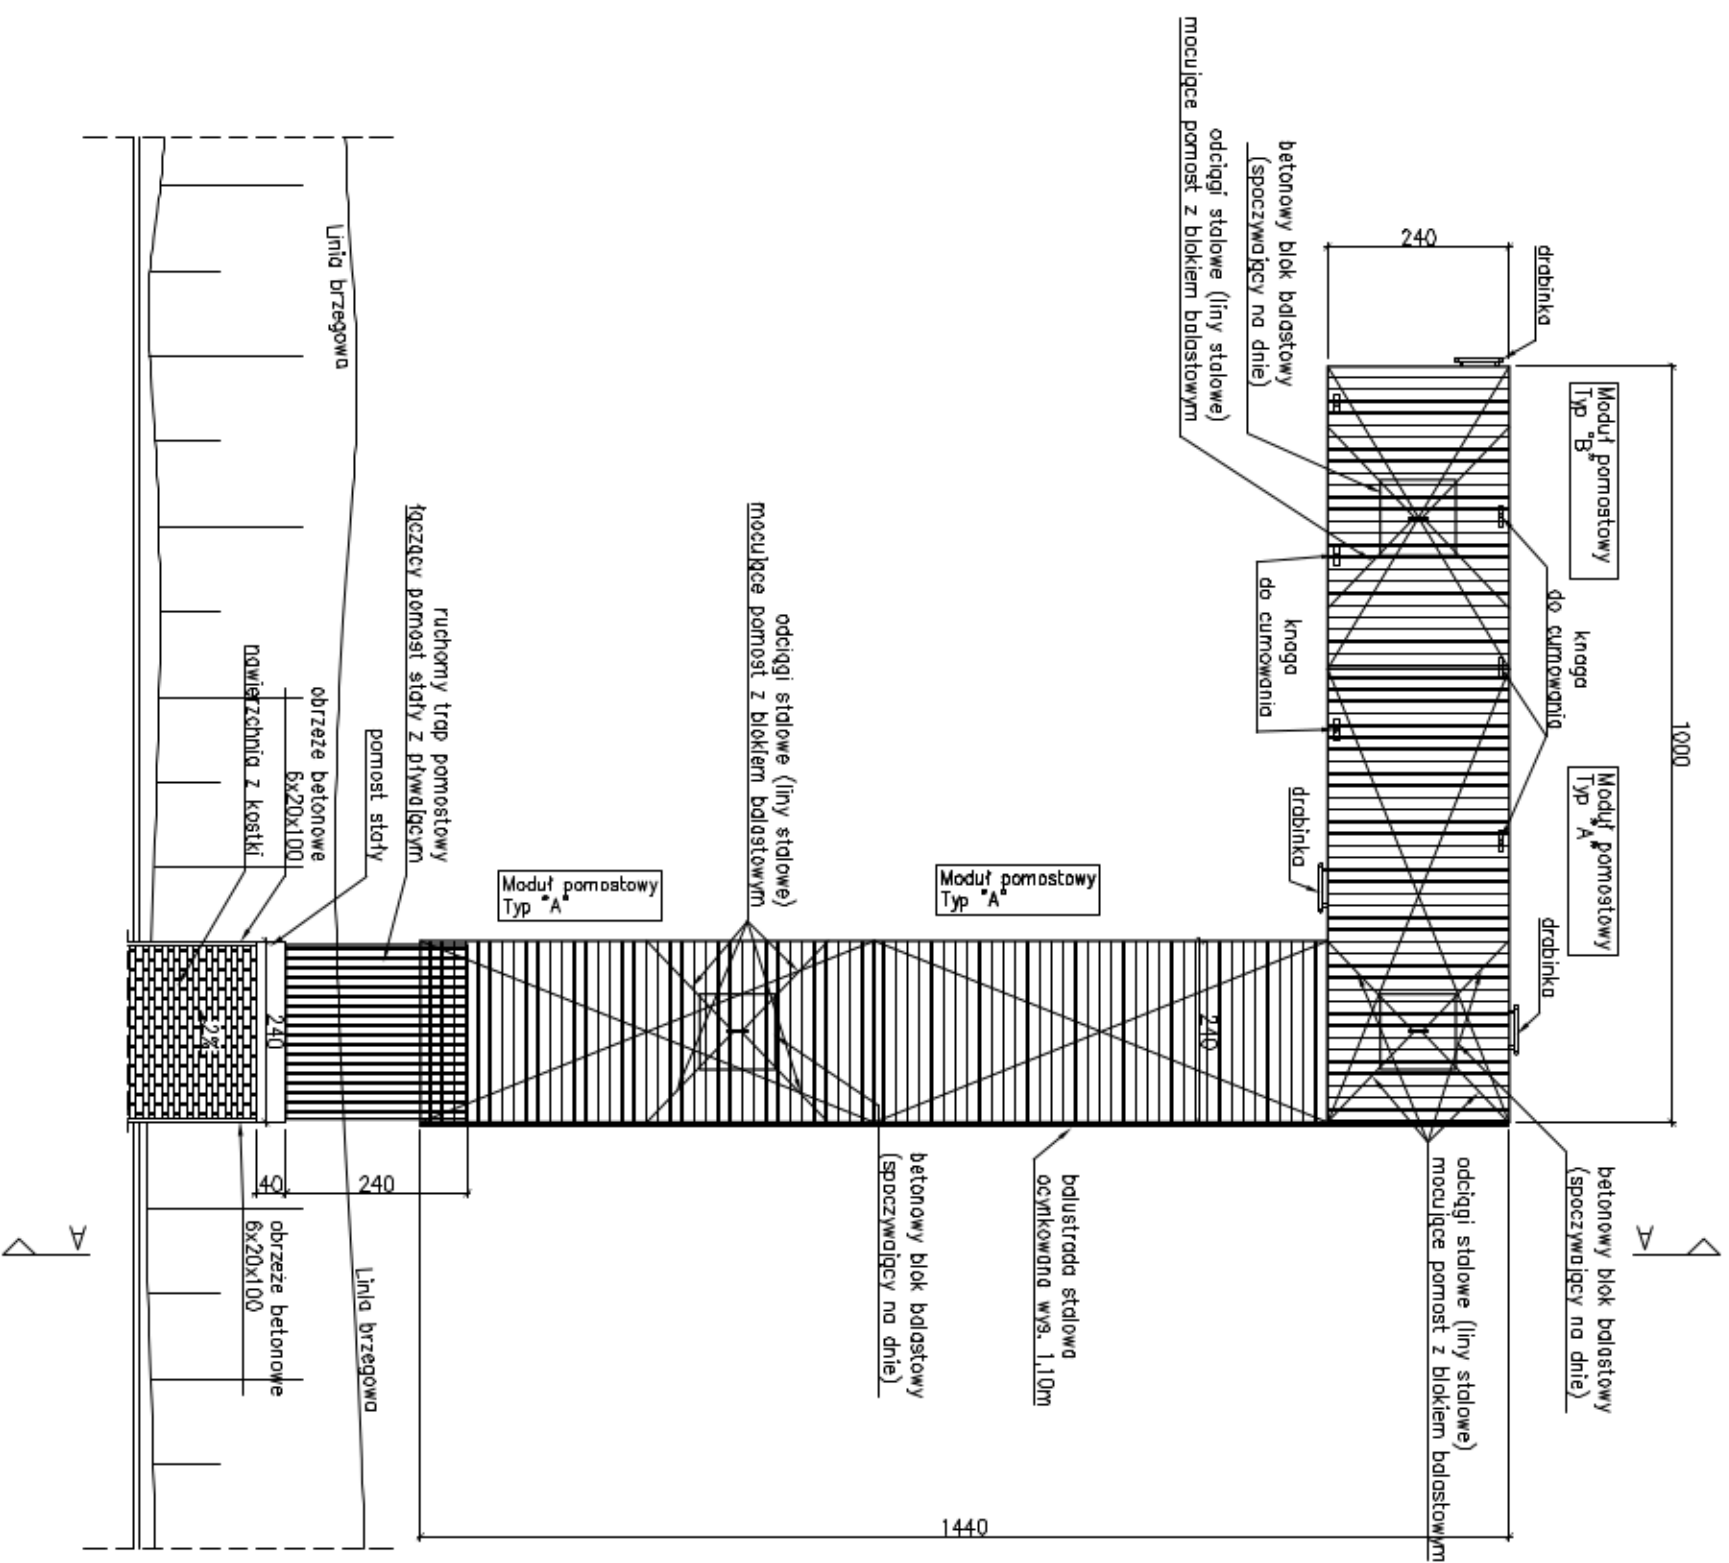 mocujące pomost z blokiem balastowym
odciągi stalowe (liny stalowe)
betonowy blok balastowy
(spoczywający na dnie)
240
drabinka
Moduł pomostowy
Typ "B"
knaga
do cumowania
1000
knaga
do cumowania
Moduł pomostowy
Typ "A"
drabinka
drabinka
Linia brzegowa
odciągi stalowe (liny stalowe)
mocujące pomost z blokiem balastowym
ruchomy trap pomostowy
łączący pomost stały z pływającym
pomost stały
obrzeże betonowe
6x20x100
nawierzchnia z kostki
Moduł pomostowy
Typ "A"
Moduł pomostowy
Typ "A"
2%
240
240
40
240
betonowy blok balastowy
(spoczywający na dnie)
balustrada stalowa
ocynkowana wys. 1,10m
odciągi stalowe (liny stalowe)
mocujące pomost z blokiem balastowym
betonowy blok balastowy
(spoczywający na dnie)
A
A
obrzeże betonowe
6x20x100
Linia brzegowa
1440